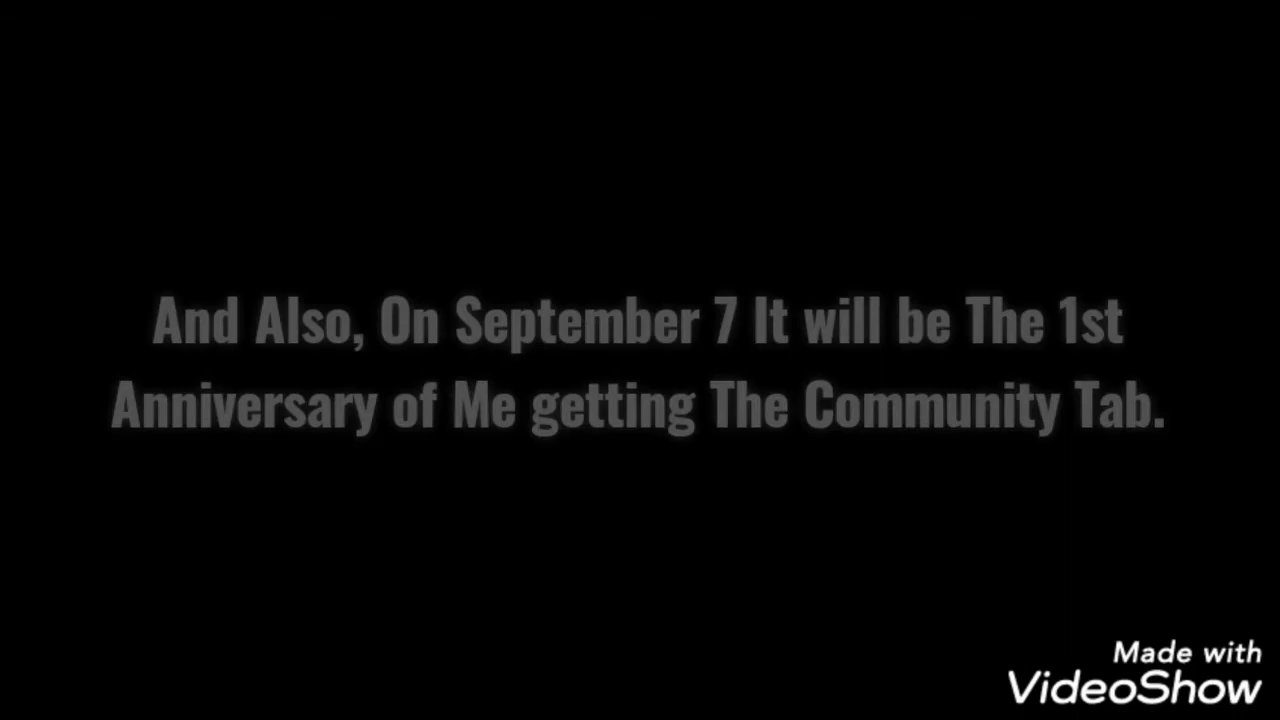 And Also, On September 7 It will be The 1st
Anniversary of Me getting The Community Tab.
Made with
VideoShow